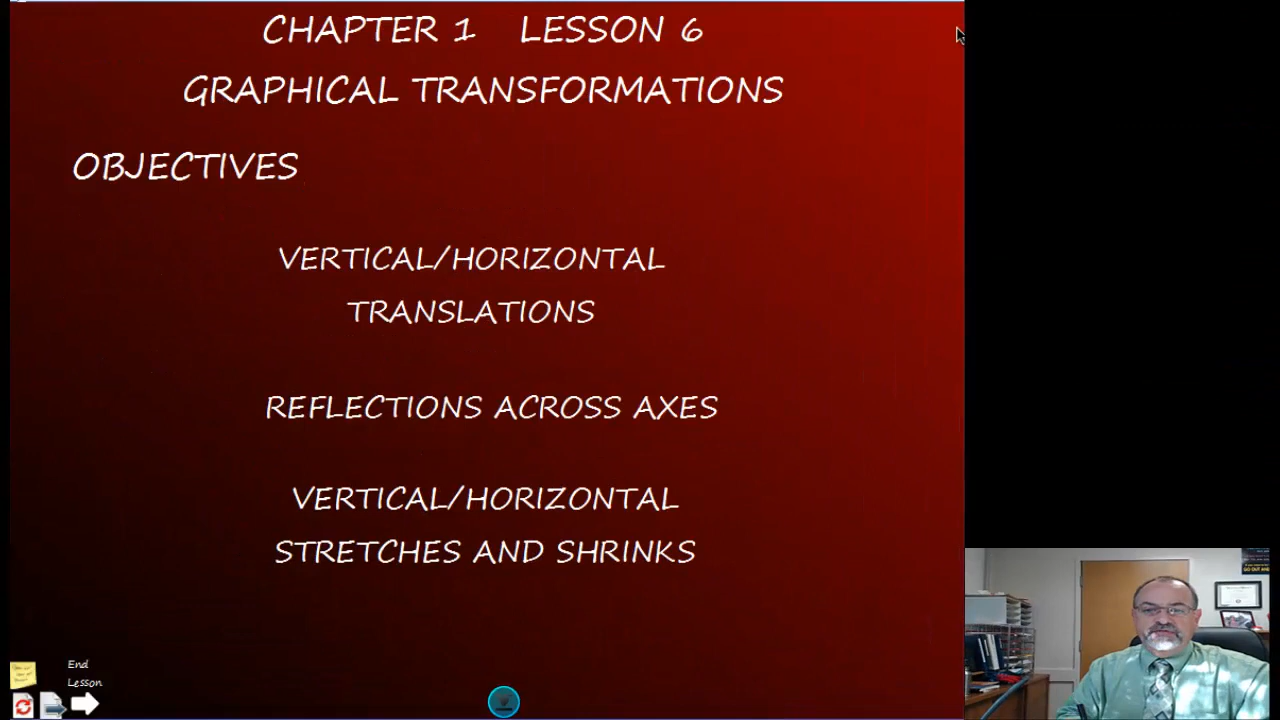 CHAPTER 1 LESSON 6
GRAPHICAL TRANSFORMATIONS
OBJECTIVES
VERTICAL/HORIZONTAL
TRANSLATIONS
REFLECTIONS ACROSS AXES
VERTICAL/HORIZONTAL
STRETCHES AND SHRINKS
End
Lesson